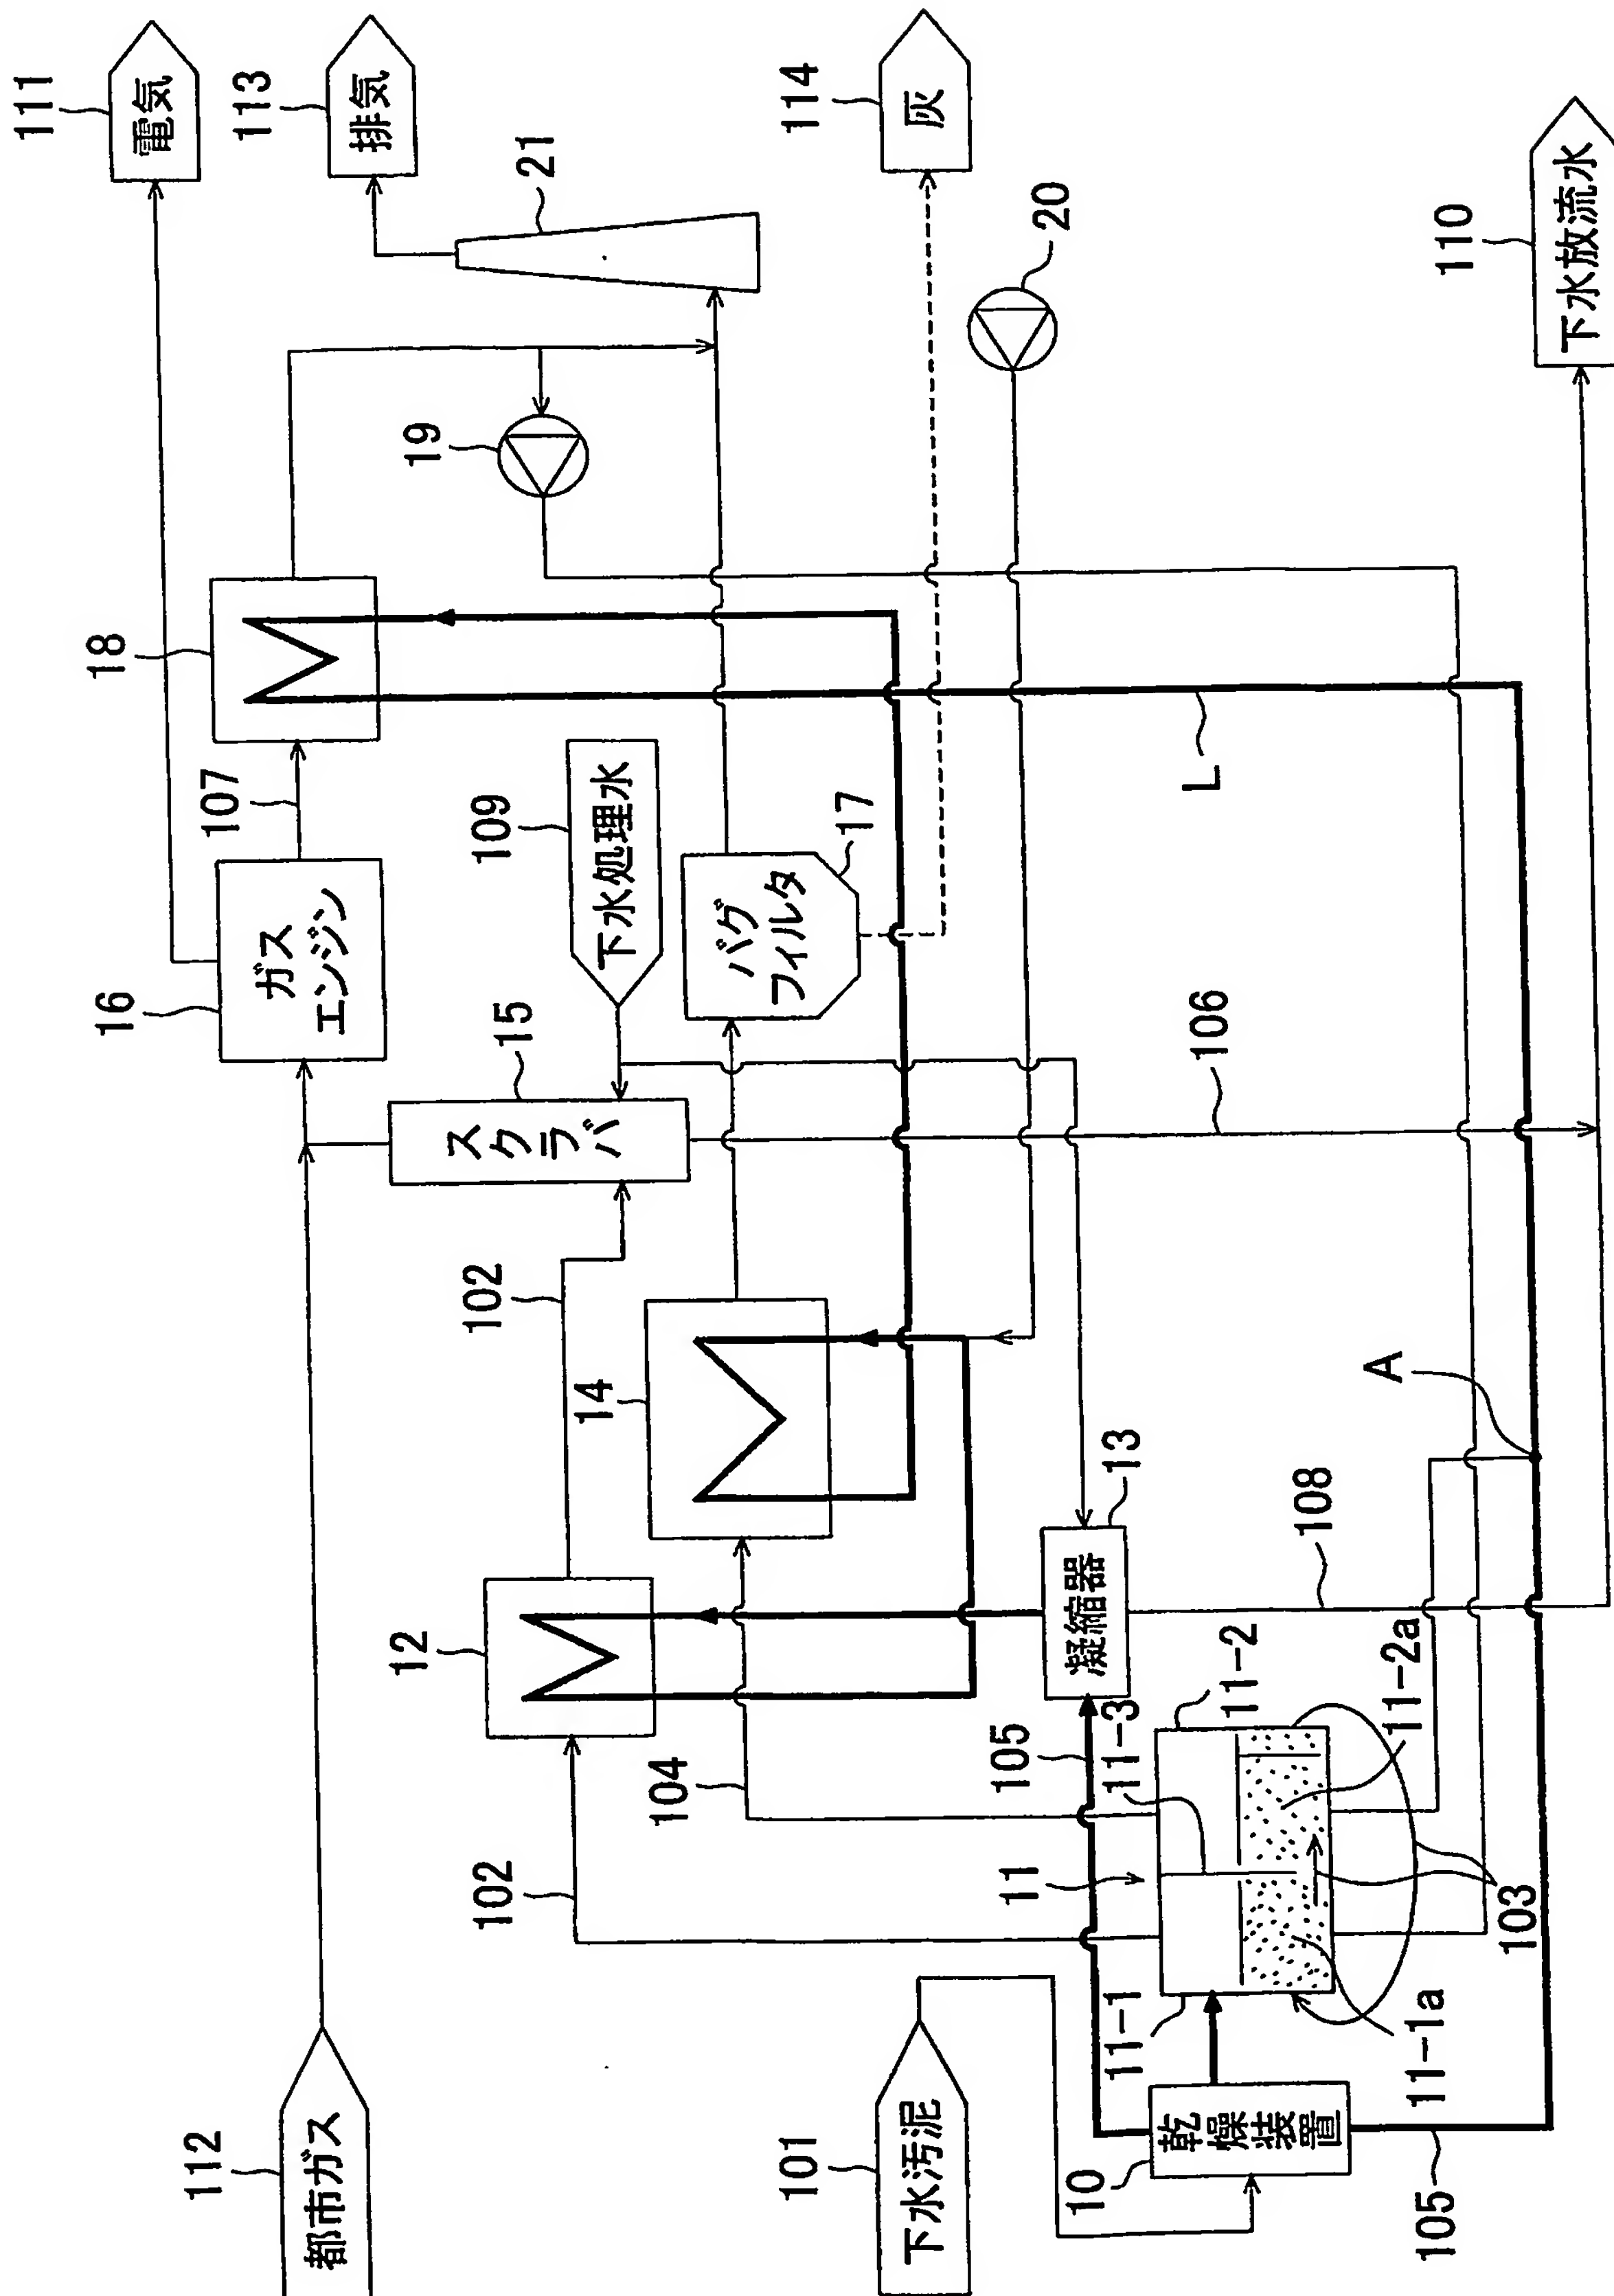 111
電気
113
排気
21
114
灰
20
110
下水放流水
19
18
107
L
109
下水処理水
17
バグ
フィルタ
16
ガス
エンジン
15
スクラバ
106
102
14
A
13
凝縮器
108
12
104
105
11-3
11-2
11-2a
102
11
103
11-1
11-1a
112
都市ガス
101
下水汚泥
10
乾燥装置
105